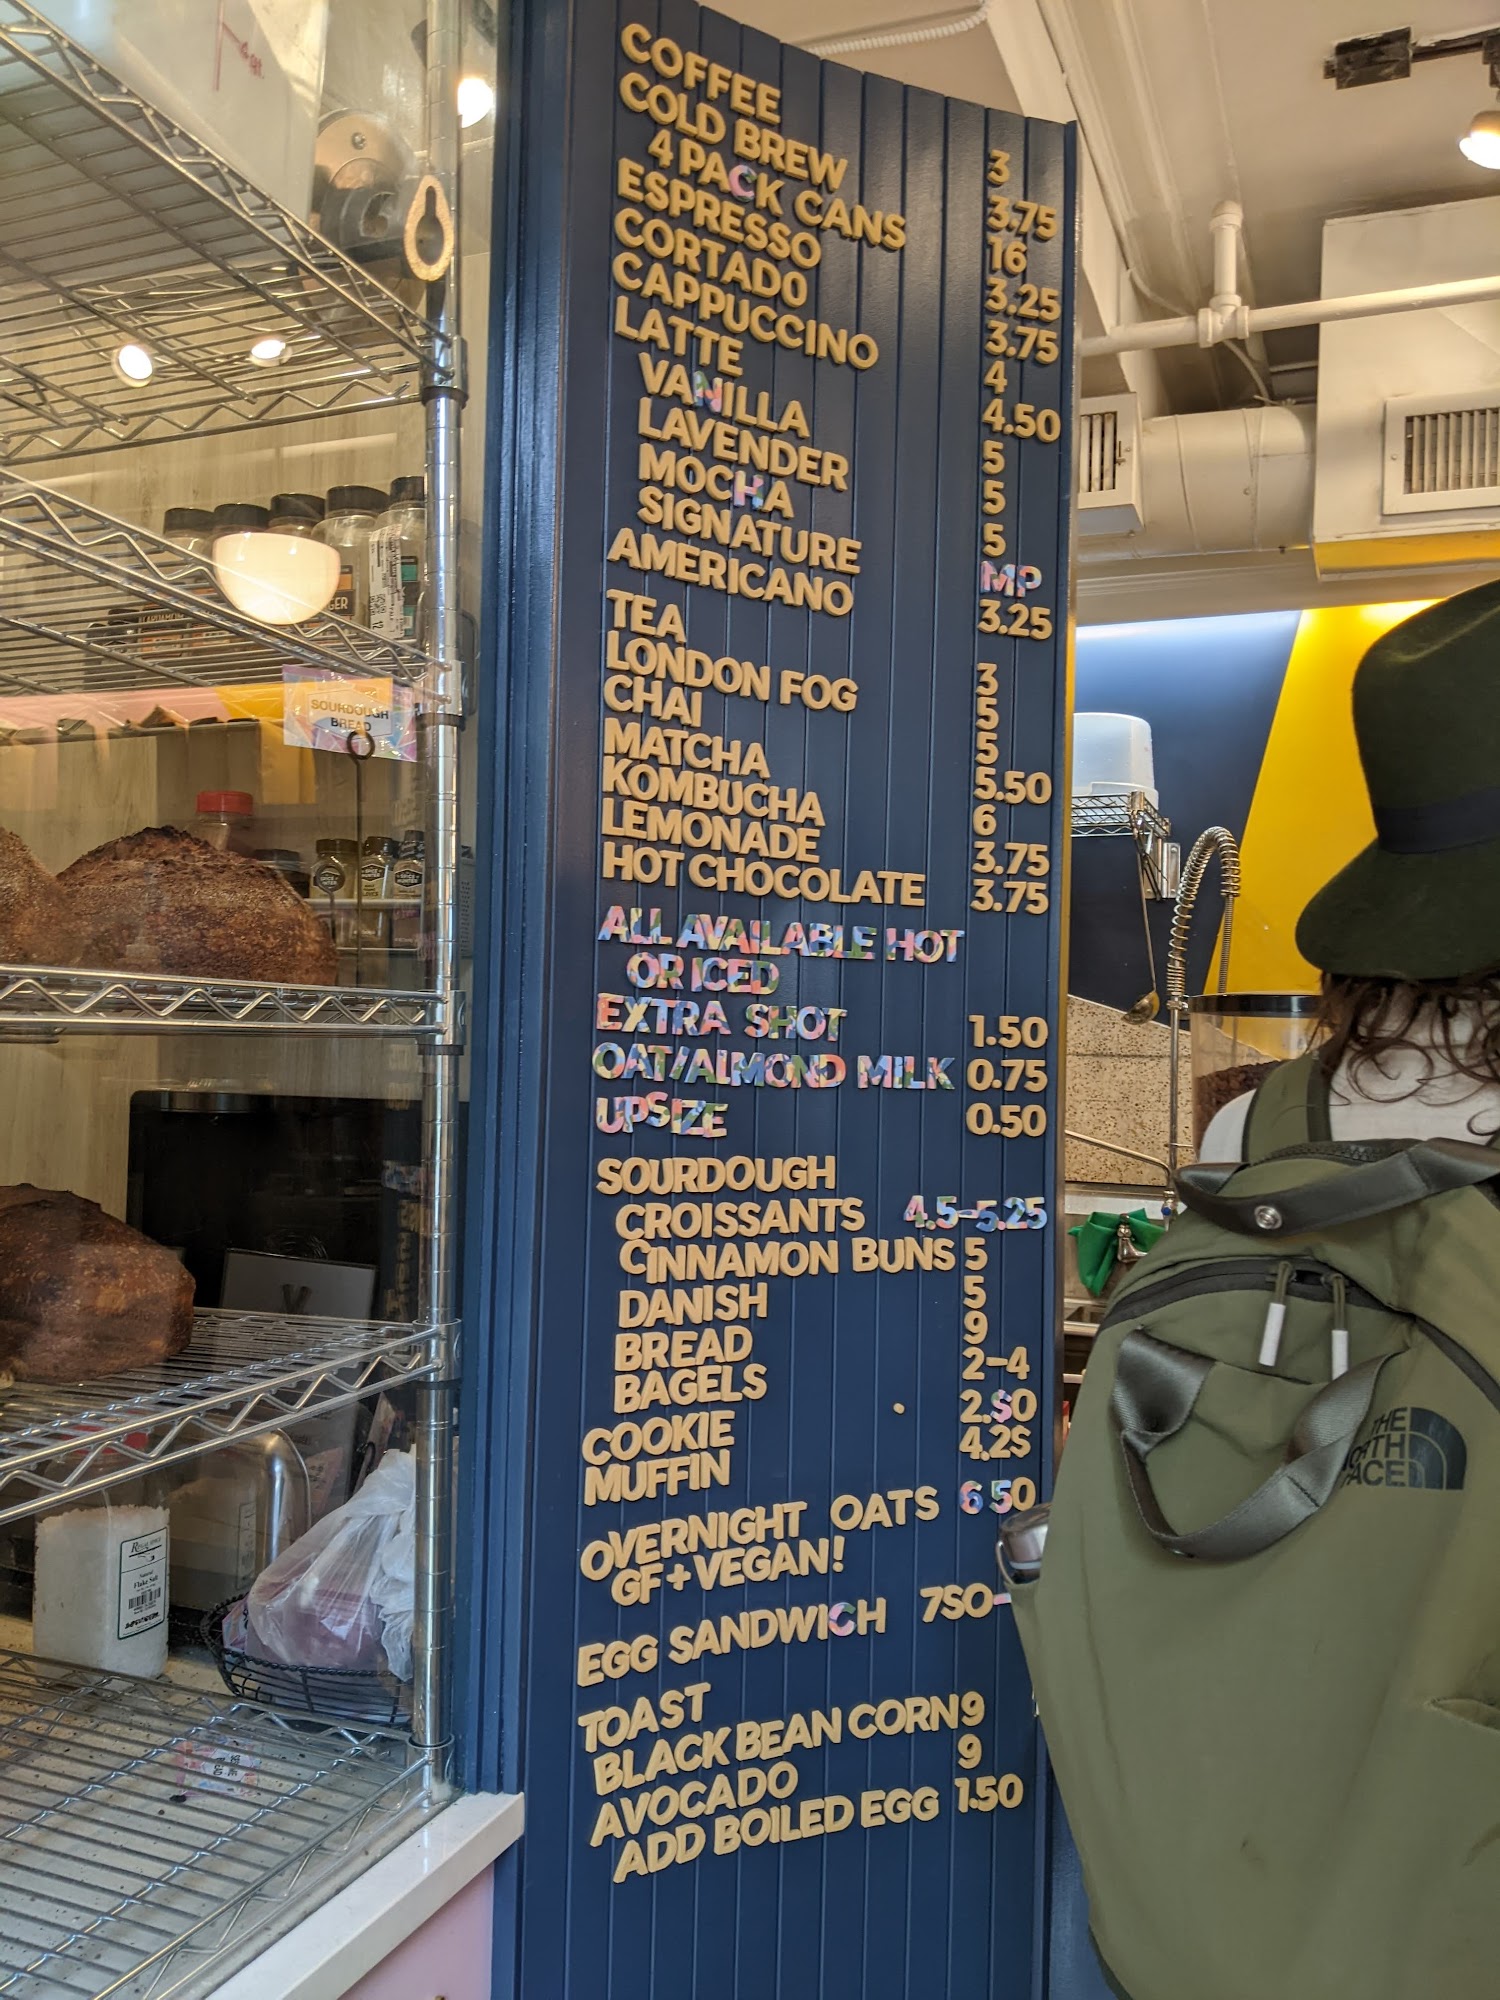 COFFEE 3
COLD BREW 3.75
4 PACK CANS 16
ESPRESSO 3.25
CORTADO 3.75
CAPPUCCINO 4
LATTE 4.50
VANILLA 5
LAVENDER 5
MOCHA 5
SIGNATURE MP
AMERICANO 3.25
TEA 3
LONDON FOG 5
CHAI 5
MATCHA 5.50
KOMBUCHA 6
LEMONADE 3.75
HOT CHOCOLATE 3.75
ALL AVAILABLE HOT
OR ICED
EXTRA SHOT 1.50
OAT/ALMOND MILK 0.75
UPSIZE 0.50
SOURDOUGH
CROISSANTS 4.5-5.25
CINNAMON BUNS 5
DANISH 5
BREAD 9
BAGELS 2-4
COOKIE 2.$0
MUFFIN 4.2S
OVERNIGHT OATS 6 50
GF+VEGAN!
EGG SANDWICH 7SO-
TOAST
BLACK BEAN CORN 9
AVOCADO 9
ADD BOILED EGG 1.50
SOURDOUGH
BREAD
Flake Salt
THE
NORTH
FACE